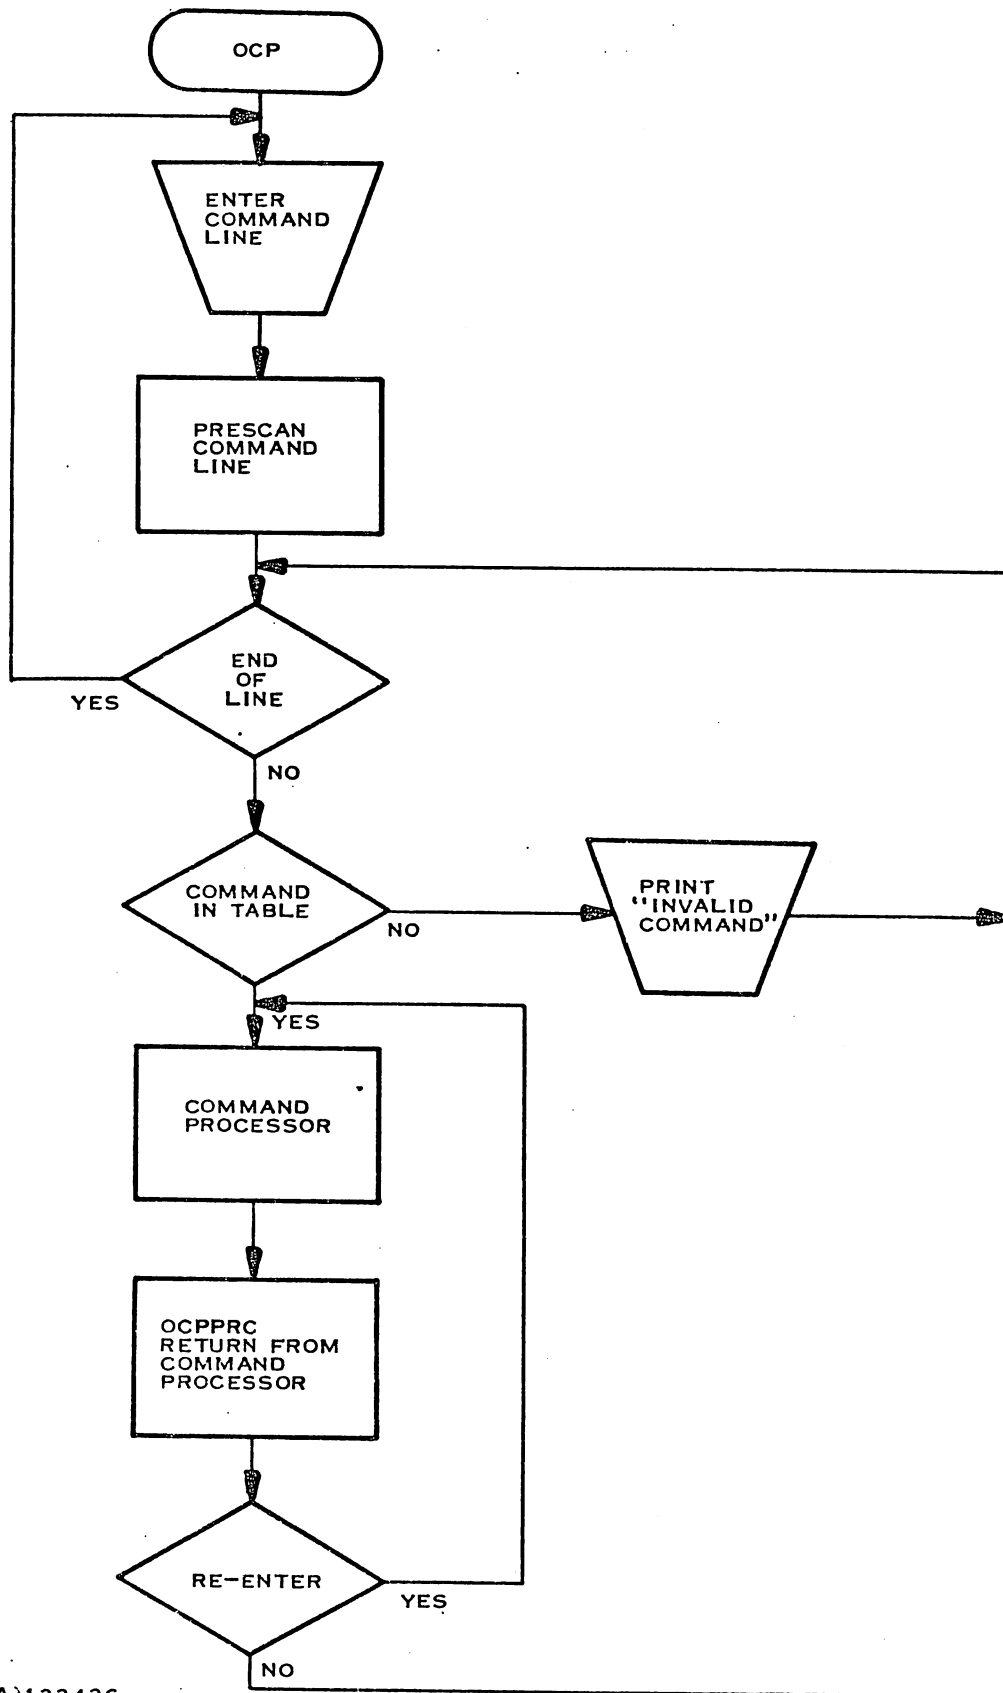 OCP
ENTER
COMMAND
LINE
PRESCAN
COMMAND
LINE
END
OF
LINE
YES
NO
COMMAND
IN TABLE
NO
PRINT
"INVALID
COMMAND"
YES
COMMAND
PROCESSOR
OCPPRC
RETURN FROM
COMMAND
PROCESSOR
RE-ENTER
YES
NO